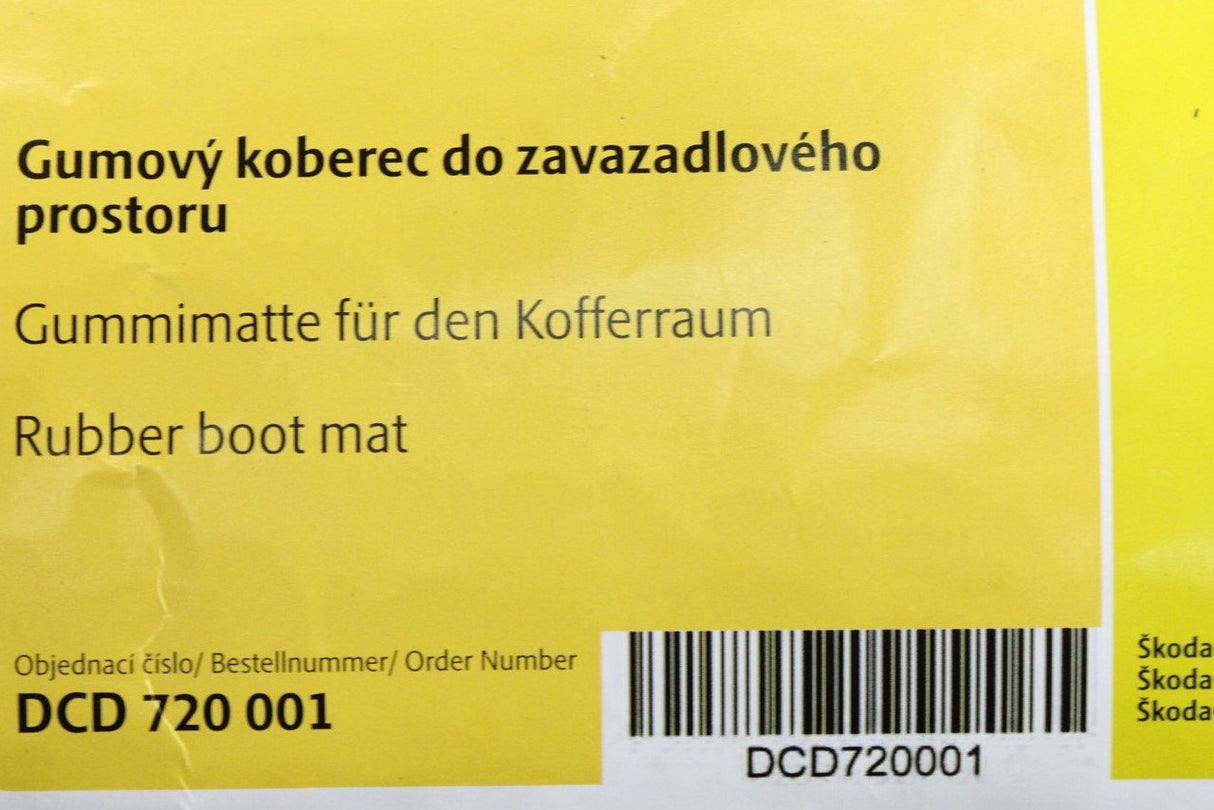 Gumový koberec do zavazadlového
prostoru
Gummimatte für den Kofferraum
Rubber boot mat
Objednací číslo/ Bestellnummer/ Order Number
DCD 720 001
DCD720001
Škoda
Škoda
Škoda